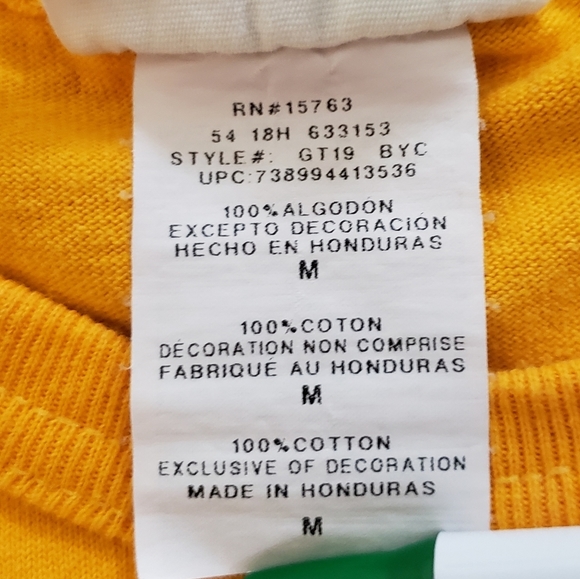 RN#15763
54 18H 633153
STYLE#: GT19 BYC
UPC:738994413536
100%ALGODÓN
EXCEPTO DECORACIÓN
HECHO EN HONDURAS
M
100%COTON
DÉCORATION NON COMPRISE
FABRIQUÉ AU HONDURAS
M
100%COTTON
EXCLUSIVE OF DECORATION
MADE IN HONDURAS
M